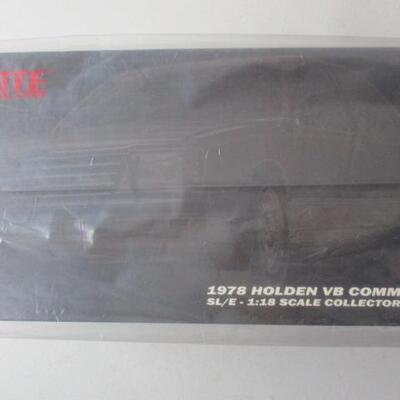 1978 HOLDEN VB COMM
SL/E - 1:18 SCALE COLLECTOR